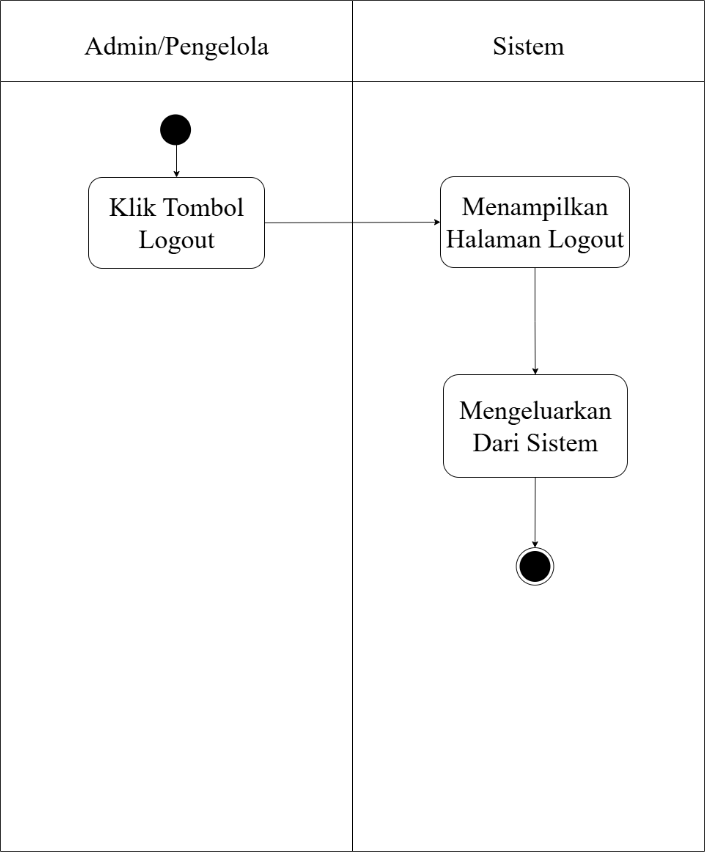 Admin/Pengelola
Sistem
Klik Tombol
Logout
Menampilkan
Halaman Logout
Mengeluarkan
Dari Sistem